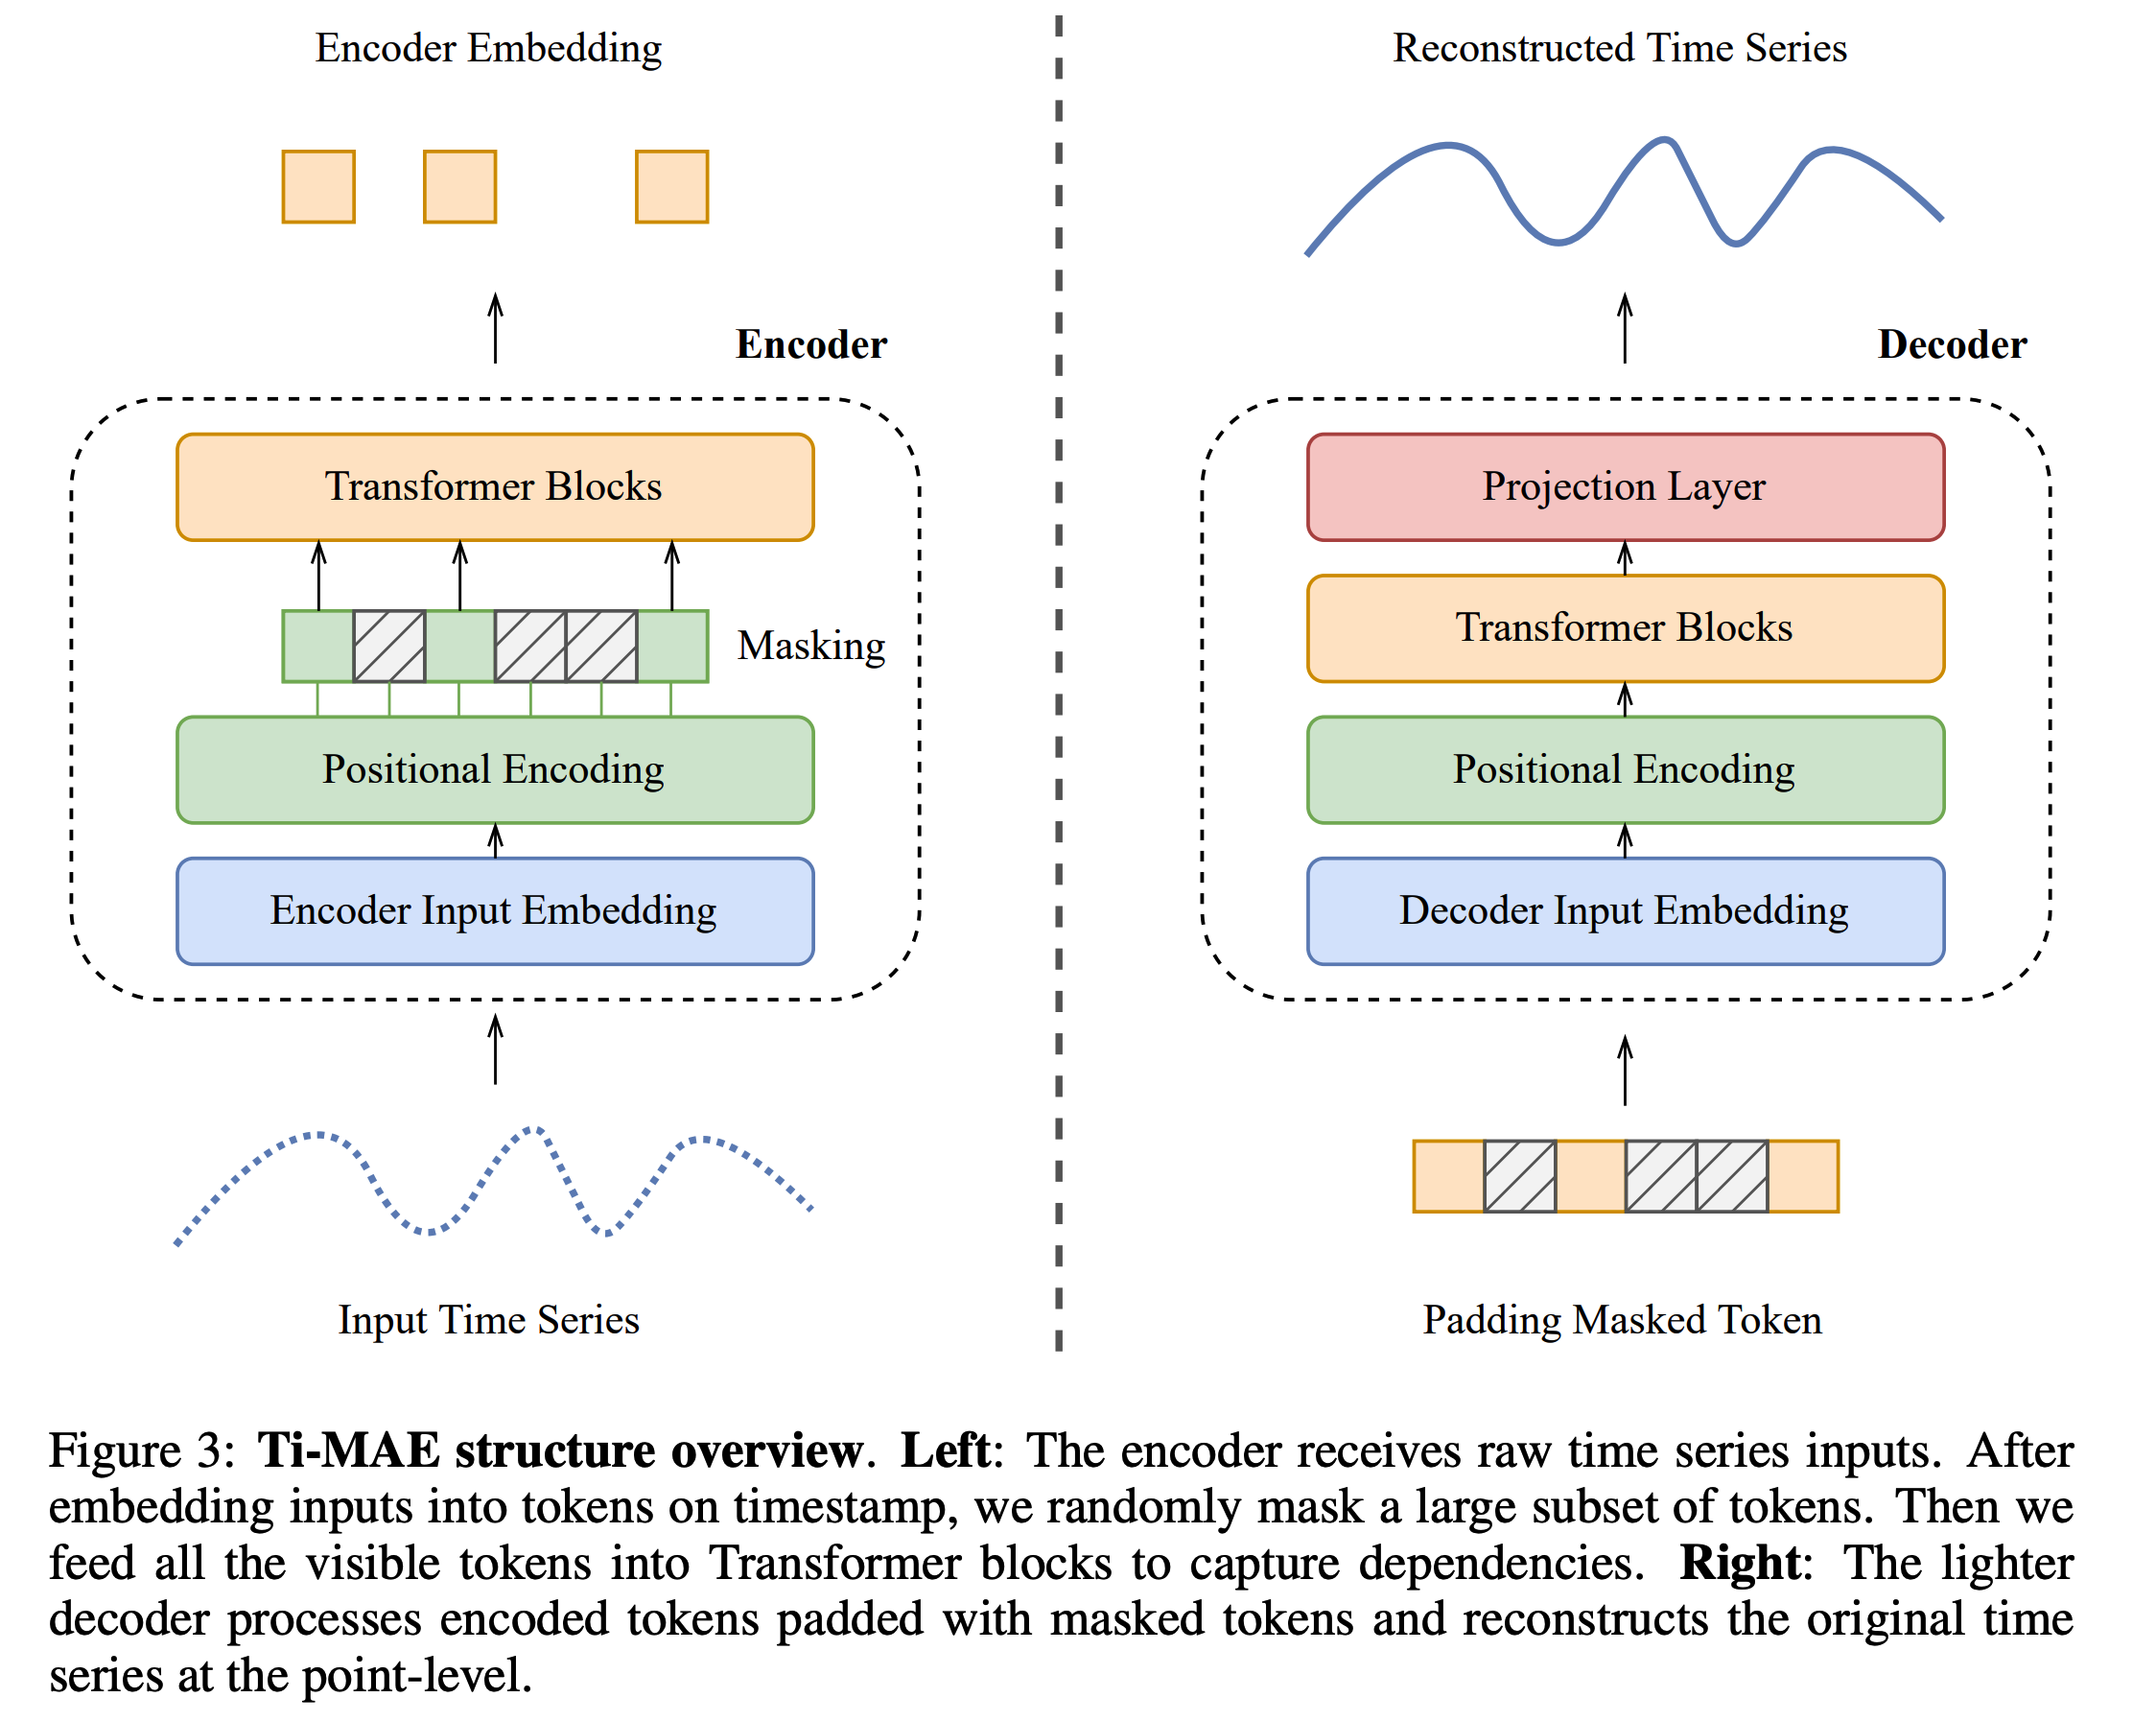 Encoder Embedding
Encoder
Transformer Blocks
Masking
Positional Encoding
Encoder Input Embedding
Input Time Series
Reconstructed Time Series
Decoder
Projection Layer
Transformer Blocks
Positional Encoding
Decoder Input Embedding
Padding Masked Token
Figure 3: Ti-MAE structure overview. Left: The encoder receives raw time series inputs. After
embedding inputs into tokens on timestamp, we randomly mask a large subset of tokens. Then we
feed all the visible tokens into Transformer blocks to capture dependencies. Right: The lighter
decoder processes encoded tokens padded with masked tokens and reconstructs the original time
series at the point-level.